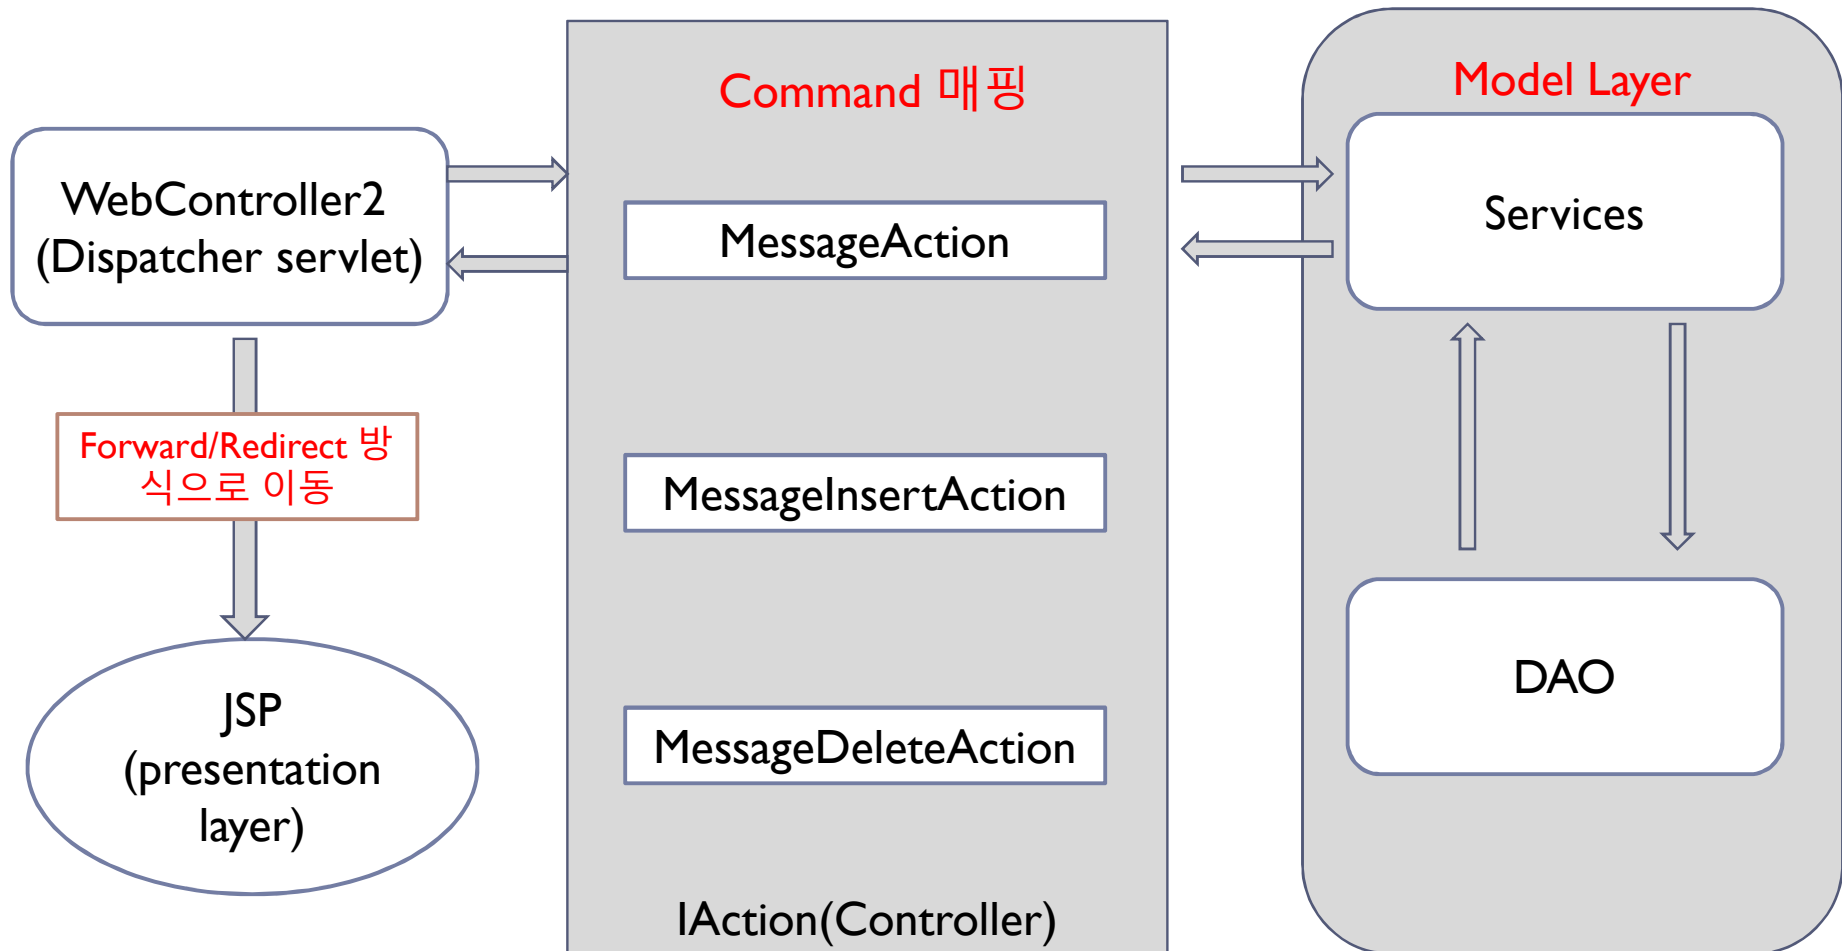 WebController2
(Dispatcher servlet)
Forward/Redirect 방
식으로 이동
JSP
(presentation
layer)
Command 매핑
MessageAction
MessageInsertAction
MessageDeleteAction
IAction(Controller)
Model Layer
Services
DAO